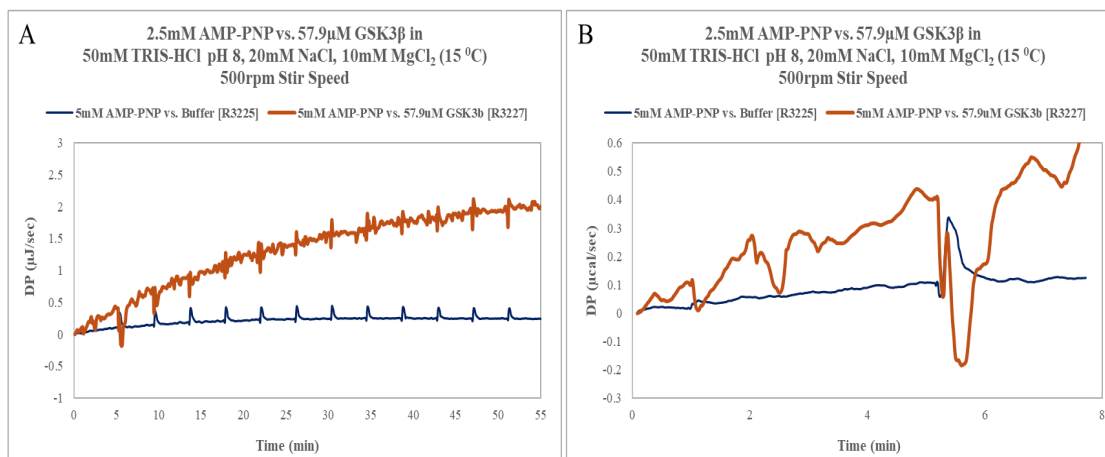 A
2.5mM AMP-PNP vs. 57.9µM GSK3β in
50mM TRIS-HCl pH 8, 20mM NaCl, 10mM MgCl₂ (15 ⁰C)
500rpm Stir Speed
5mM AMP-PNP vs. Buffer [R3225]
5mM AMP-PNP vs. 57.9uM GSK3b [R3227]
3
2.5
2
1.5
1
0.5
0
-0.5
-1
DP (µJ/sec)
0 5 10 15 20 25 30 35 40 45 50 55
Time (min)
B
2.5mM AMP-PNP vs. 57.9µM GSK3β in
50mM TRIS-HCl pH 8, 20mM NaCl, 10mM MgCl₂ (15 ⁰C)
500rpm Stir Speed
5mM AMP-PNP vs. Buffer [R3225]
5mM AMP-PNP vs. 57.9uM GSK3b [R3227]
0.6
0.5
0.4
0.3
0.2
0.1
0
-0.1
-0.2
-0.3
DP (µcal/sec)
0 2 4 6 8
Time (min)